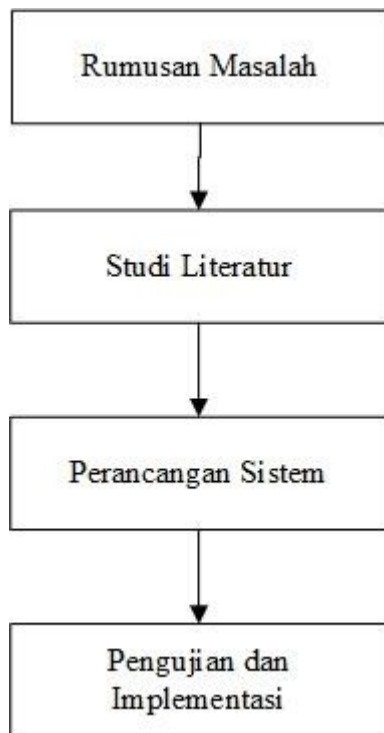 Rumusan Masalah
Studi Literatur
Perancangan Sistem
Pengujian dan
Implementasi